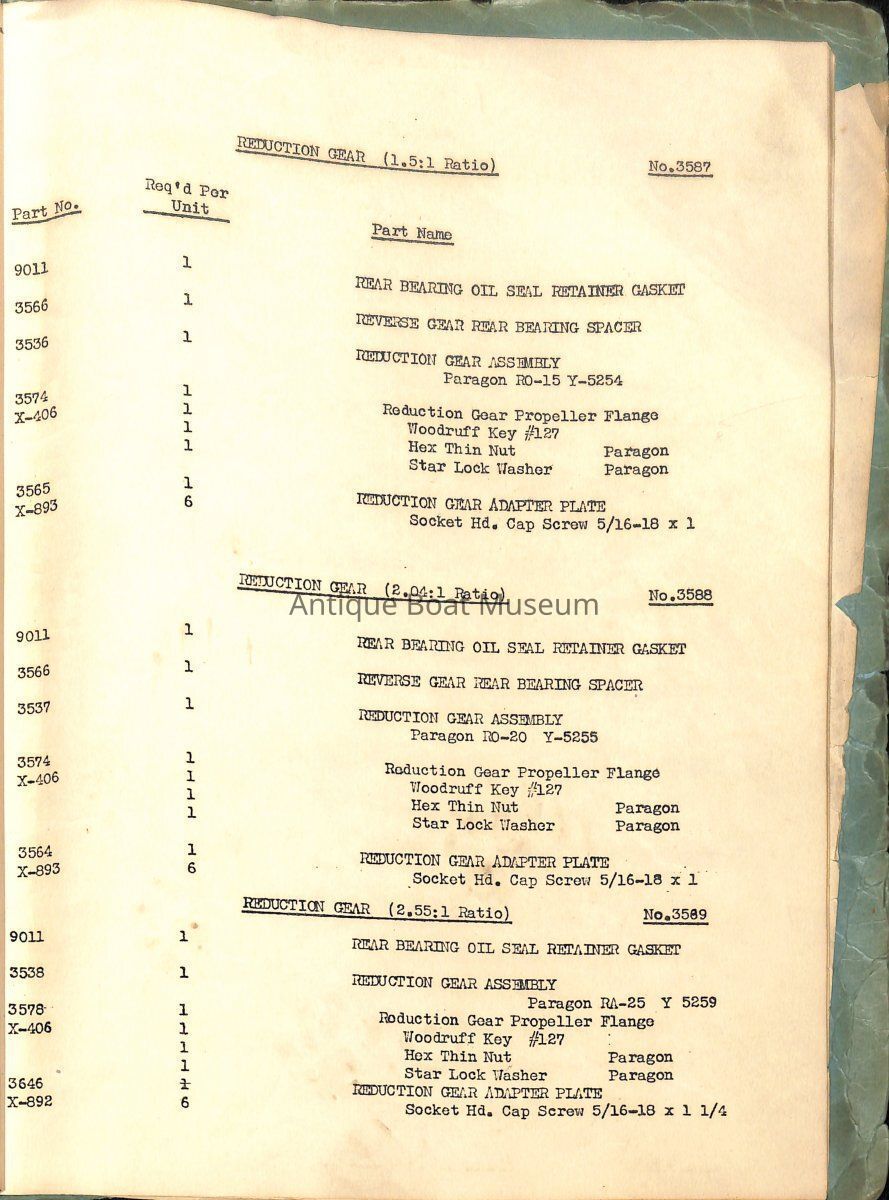 REDUCTION GEAR (1.5:1 Ratio) No.3587
Part No. Req'd Per Unit Part Name
9011 1 REAR BEARING OIL SEAL RETAINER GASKET
3566 1 REVERSE GEAR REAR BEARING SPACER
3536 1 REDUCTION GEAR ASSEMBLY
Paragon RO-15 Y-5254
3574 1 Reduction Gear Propeller Flange
X-406 1 Woodruff Key #127
1 Hex Thin Nut Paragon
1 Star Lock Washer Paragon
3565 1 REDUCTION GEAR ADAPTER PLATE
X-893 6 Socket Hd. Cap Screw 5/16-18 x 1
REDUCTION GEAR (2.04:1 Ratio) No.3588
Antique Boat Museum
9011 1 REAR BEARING OIL SEAL RETAINER GASKET
3566 1 REVERSE GEAR REAR BEARING SPACER
3537 1 REDUCTION GEAR ASSEMBLY
Paragon RO-20 Y-5255
3574 1 Reduction Gear Propeller Flange
X-406 1 Woodruff Key #127
1 Hex Thin Nut Paragon
1 Star Lock Washer Paragon
3564 1 REDUCTION GEAR ADAPTER PLATE
X-893 6 Socket Hd. Cap Screw 5/16-18 x 1
REDUCTION GEAR (2.55:1 Ratio) No.3589
9011 1 REAR BEARING OIL SEAL RETAINER GASKET
3538 1 REDUCTION GEAR ASSEMBLY
Paragon RA-25 Y 5259
3578 1 Reduction Gear Propeller Flange
X-406 1 Woodruff Key #127
1 Hex Thin Nut Paragon
1 Star Lock Washer Paragon
3646 1 REDUCTION GEAR ADAPTER PLATE
X-892 6 Socket Hd. Cap Screw 5/16-18 x 1 1/4